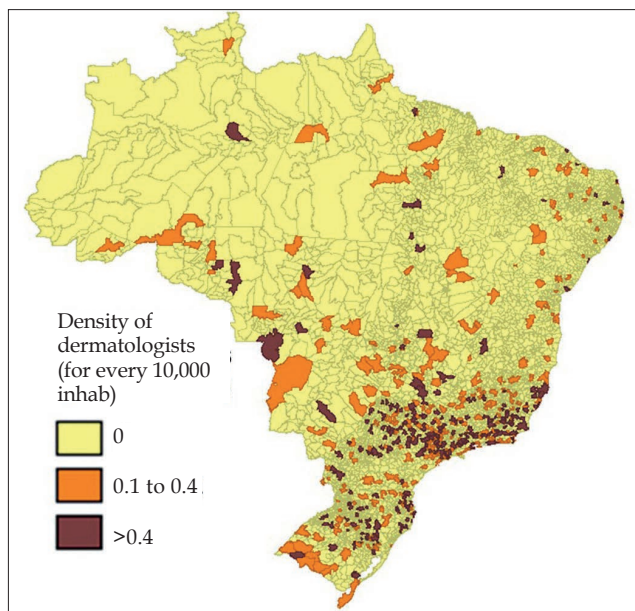 Density of
dermatologists
(for every 10,000
inhab)
0
0.1 to 0.4
>0.4